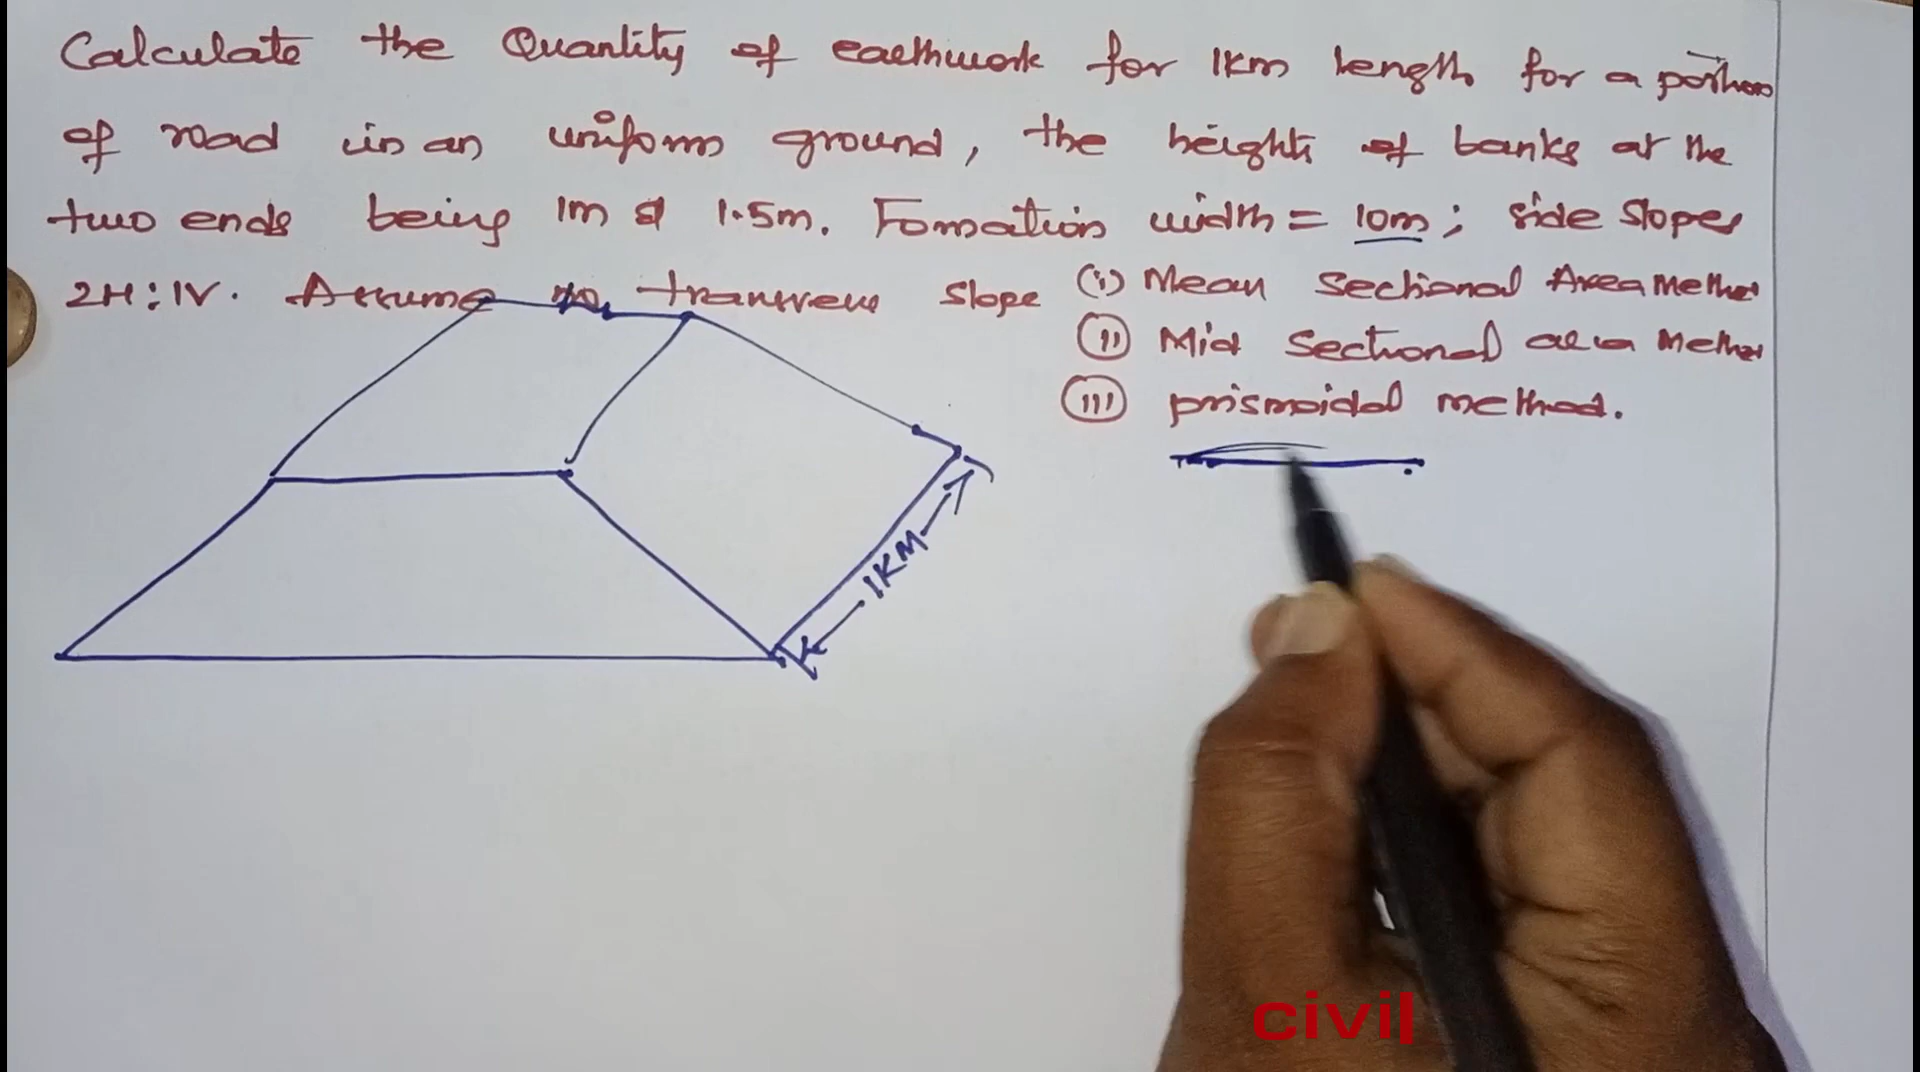 Calculate the Quantity of earthwork for 1km length for a portion
of road in an uniform ground, the heights of banks at the
two ends being 1m & 1.5m. Formation width = 10m; side slopes
2H:1V. Assume no transverse slope
(i) Mean Sectional Area Method
(ii) Mid Sectional area Method
(iii) prismoidal method.
1KM
civil